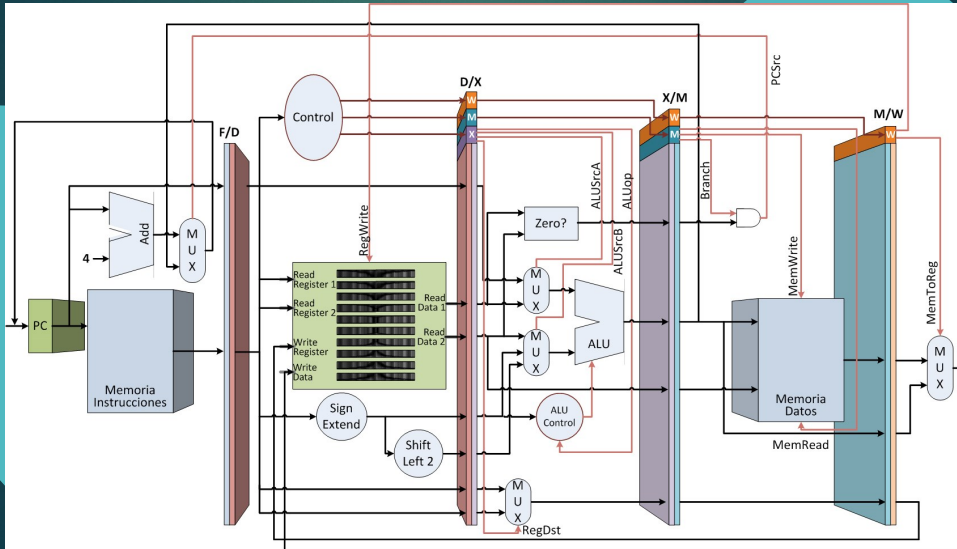 PCSrc
D/X
X/M
M/W
F/D
Control
W
M
X
W
M
W
Add
4
M
U
X
PC
Memoria
Instrucciones
RegWrite
Read
Register 1
Read
Register 2
Write
Register
Write
Data
Read
Data 1
Read
Data 2
Sign
Extend
Shift
Left 2
Zero?
M
U
X
M
U
X
ALU
ALU
Control
ALUSrcA
ALUop
ALUSrcB
M
U
X
RegDst
Branch
MemWrite
Memoria
Datos
MemRead
MemToReg
M
U
X